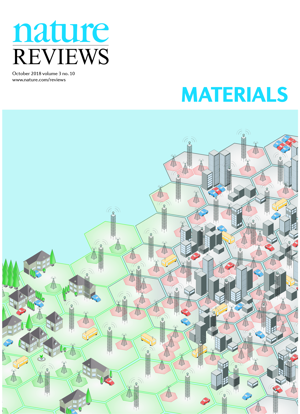 nature
REVIEWS
October 2018 volume 3 no. 10
www.nature.com/reviews
MATERIALS